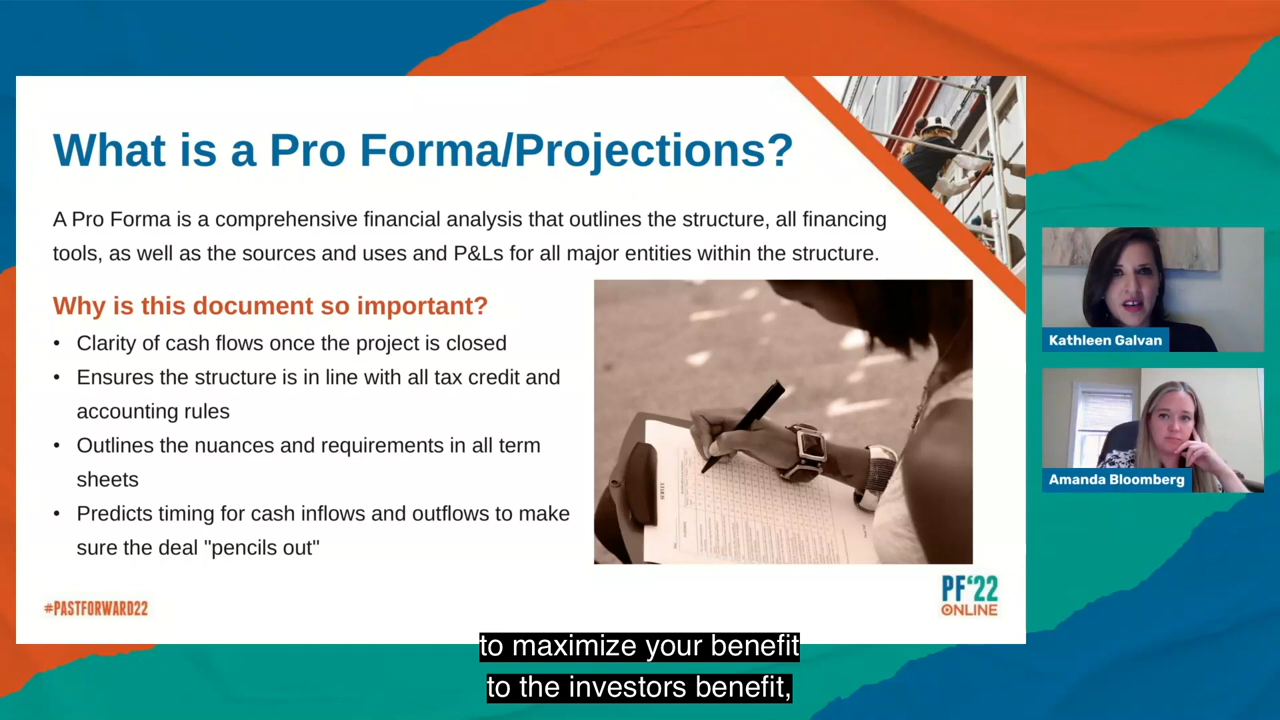 What is a Pro Forma/Projections?
A Pro Forma is a comprehensive financial analysis that outlines the structure, all financing
tools, as well as the sources and uses and P&Ls for all major entities within the structure.
Why is this document so important?
• Clarity of cash flows once the project is closed
• Ensures the structure is in line with all tax credit and
accounting rules
• Outlines the nuances and requirements in all term
sheets
• Predicts timing for cash inflows and outflows to make
sure the deal "pencils out"
#PASTFORWARD22
PF'22
ONLINE
Kathleen Galvan
Amanda Bloomberg
to maximize your benefit
to the investors benefit,